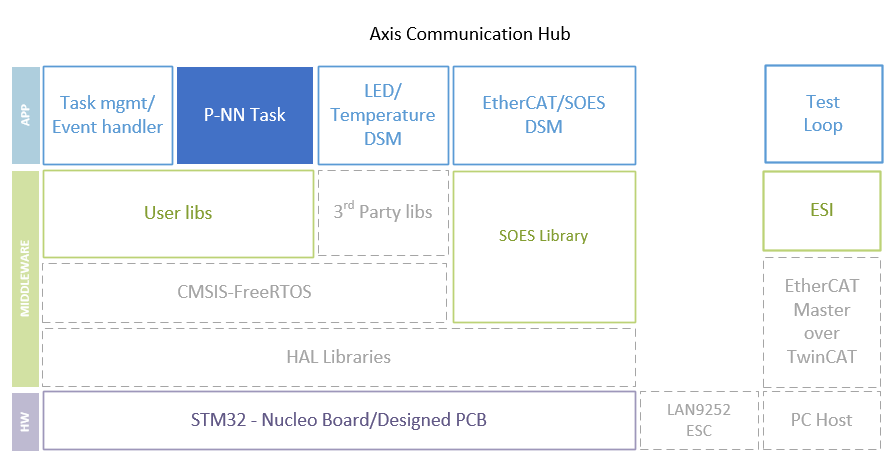 Axis Communication Hub
APP
Task mgmt/
Event handler
P-NN Task
LED/
Temperature
DSM
EtherCAT/SOES
DSM
Test
Loop
MIDDLEWARE
User libs
3rd Party libs
SOES Library
ESI
CMSIS-FreeRTOS
EtherCAT
Master
over
TwinCAT
HAL Libraries
HW
STM32 - Nucleo Board/Designed PCB
LAN9252
ESC
PC Host